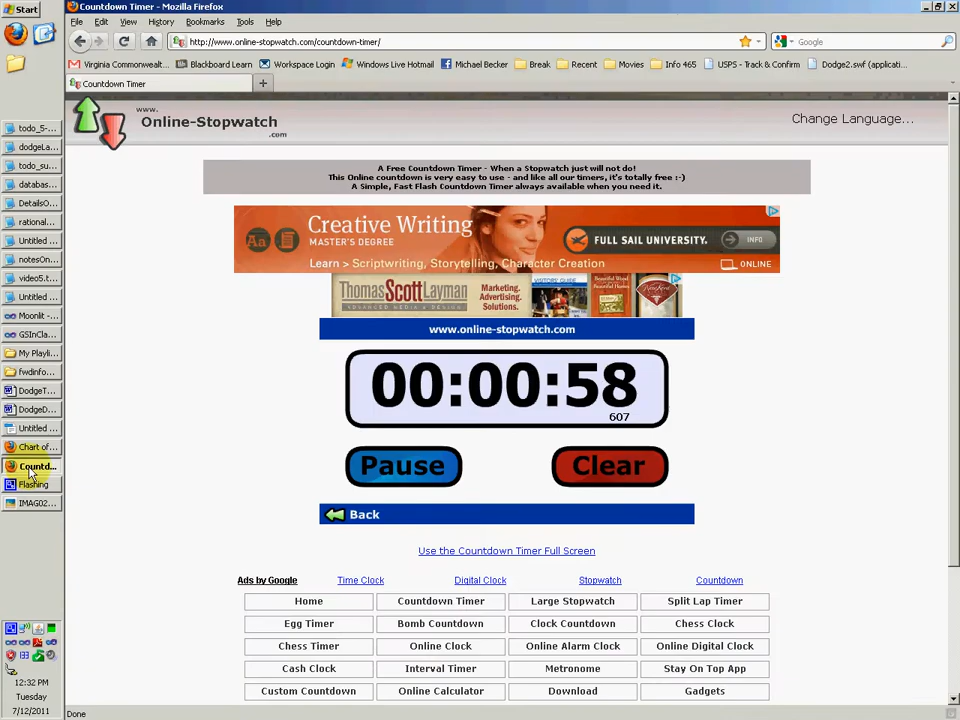 Start
Countdown Timer - Mozilla Firefox
File Edit View History Bookmarks Tools Help
http://www.online-stopwatch.com/countdown-timer/
Google
Virginia Commonwealt... Blackboard Learn Workspace Login Windows Live Hotmail Michael Becker Break Recent Movies Info 465 USPS - Track & Confirm Dodge2.swf (applicati...
Countdown Timer
www.
Online-Stopwatch
.com
Change Language...
A Free Countdown Timer - When a Stopwatch just will not do!
This Online countdown is very easy to use - and like all our timers, it's totally free :-)
A Simple, Fast Flash Countdown Timer always available when you need it.
Creative Writing
MASTER'S DEGREE
Aa
FULL SAIL UNIVERSITY.
INFO
Learn > Scriptwriting, Storytelling, Character Creation
ONLINE
THOMAS SCOTT LAYMAN
ADVANCED MEDIA & DESIGN
Marketing.
Advertising.
Solutions.
www.online-stopwatch.com
00:00:58
607
Pause
Clear
Back
Use the Countdown Timer Full Screen
Ads by Google Time Clock Digital Clock Stopwatch Countdown
Home Countdown Timer Large Stopwatch Split Lap Timer
Egg Timer Bomb Countdown Clock Countdown Chess Clock
Chess Timer Online Clock Online Alarm Clock Online Digital Clock
Cash Clock Interval Timer Metronome Stay On Top App
Custom Countdown Online Calculator Download Gadgets
Done
todo_5-...
dodgeLa...
todo_su...
databas...
DetailsO...
rational...
Untitled ...
notesOn...
video5.t...
Untitled ...
Moonlit -...
GSInCla...
My Playli...
fwdinfo...
DodgeT...
DodgeD...
Untitled ...
Chart of...
Countd...
Flashing
IMAG02...
12:32 PM
Tuesday
7/12/2011